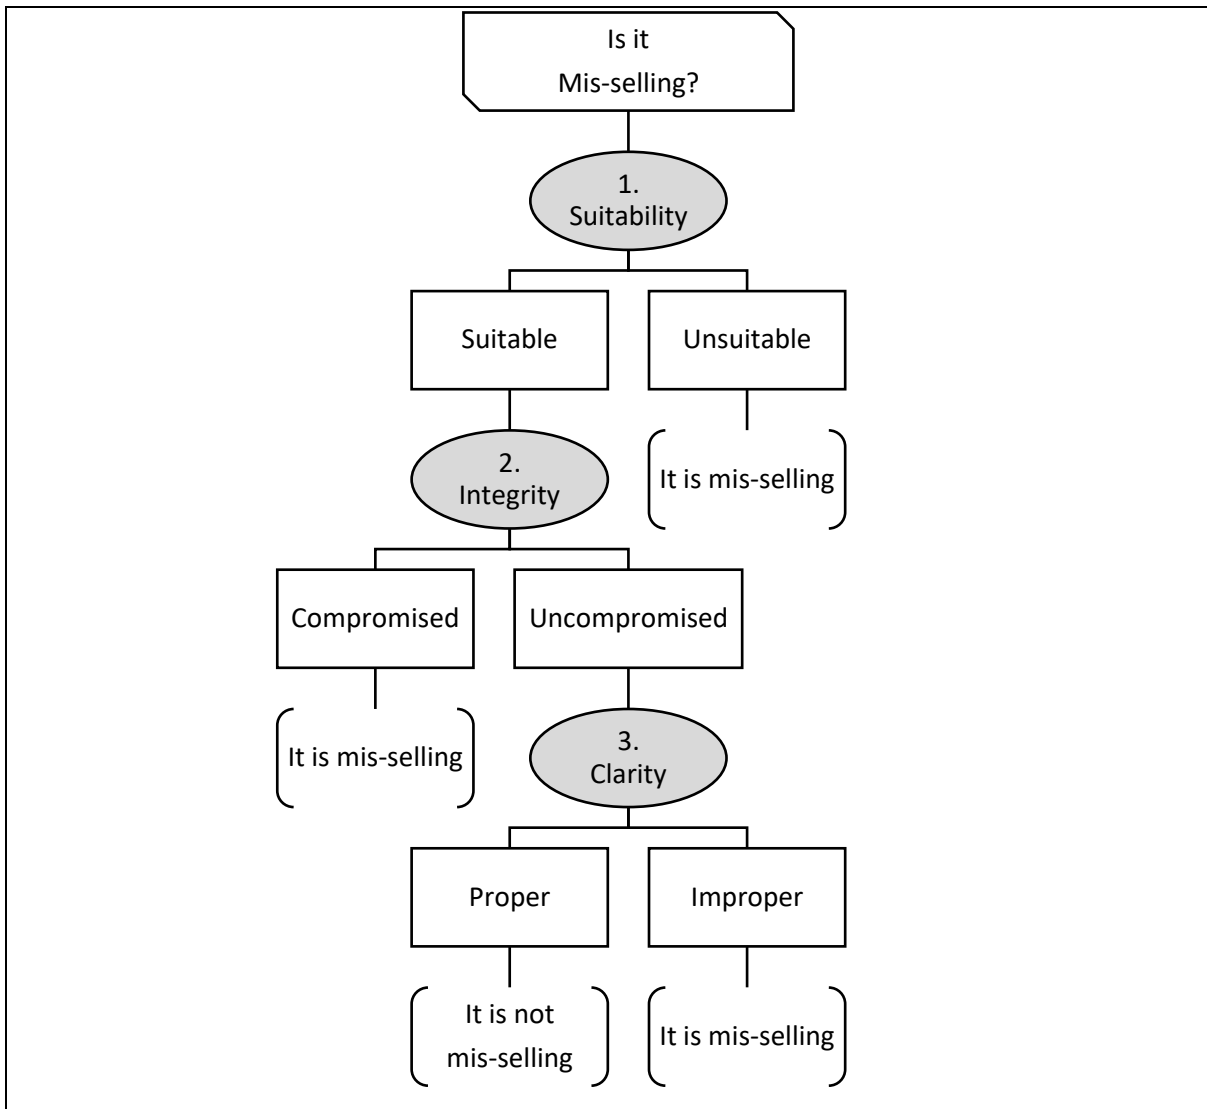 Is it
Mis-selling?
1.
Suitability
Suitable
Unsuitable
2.
Integrity
It is mis-selling
Compromised
Uncompromised
It is mis-selling
3.
Clarity
Proper
Improper
It is not
mis-selling
It is mis-selling